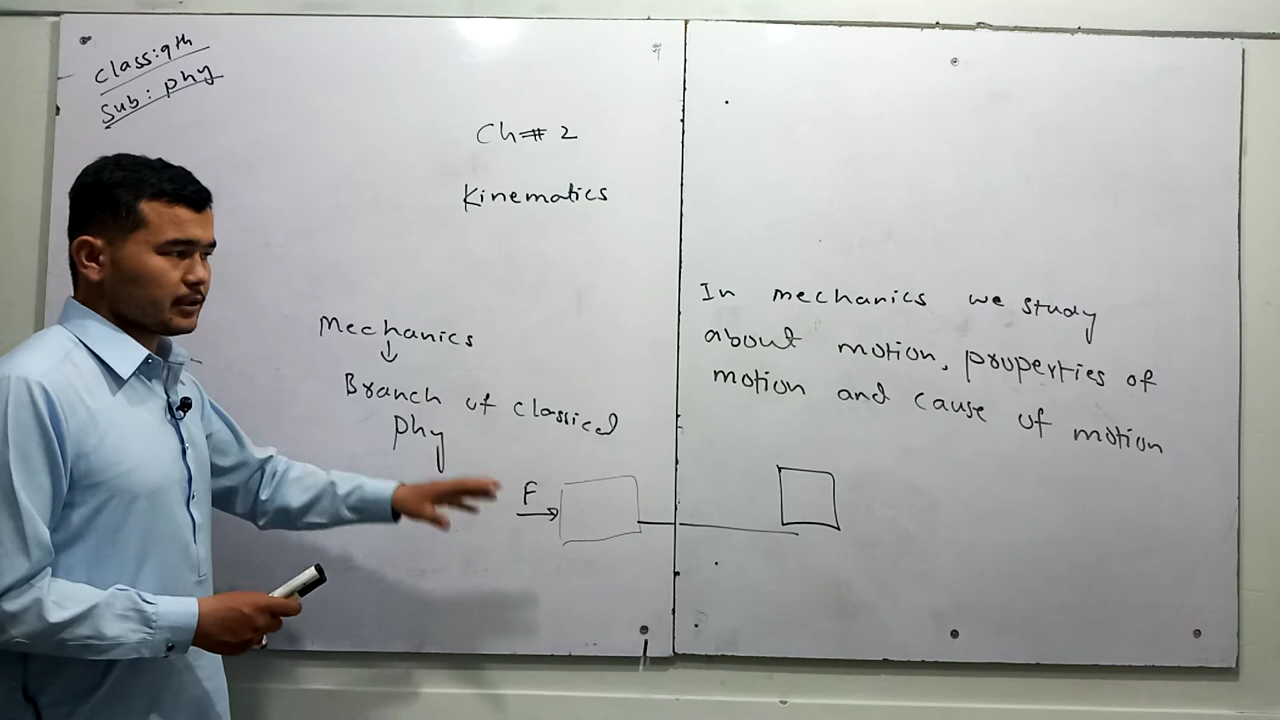 Class: 9th
Sub: phy
Ch # 2
Kinematics
Mechanics
Branch of classical
phy
F
In mechanics we study
about motion, properties of
motion and cause of motion